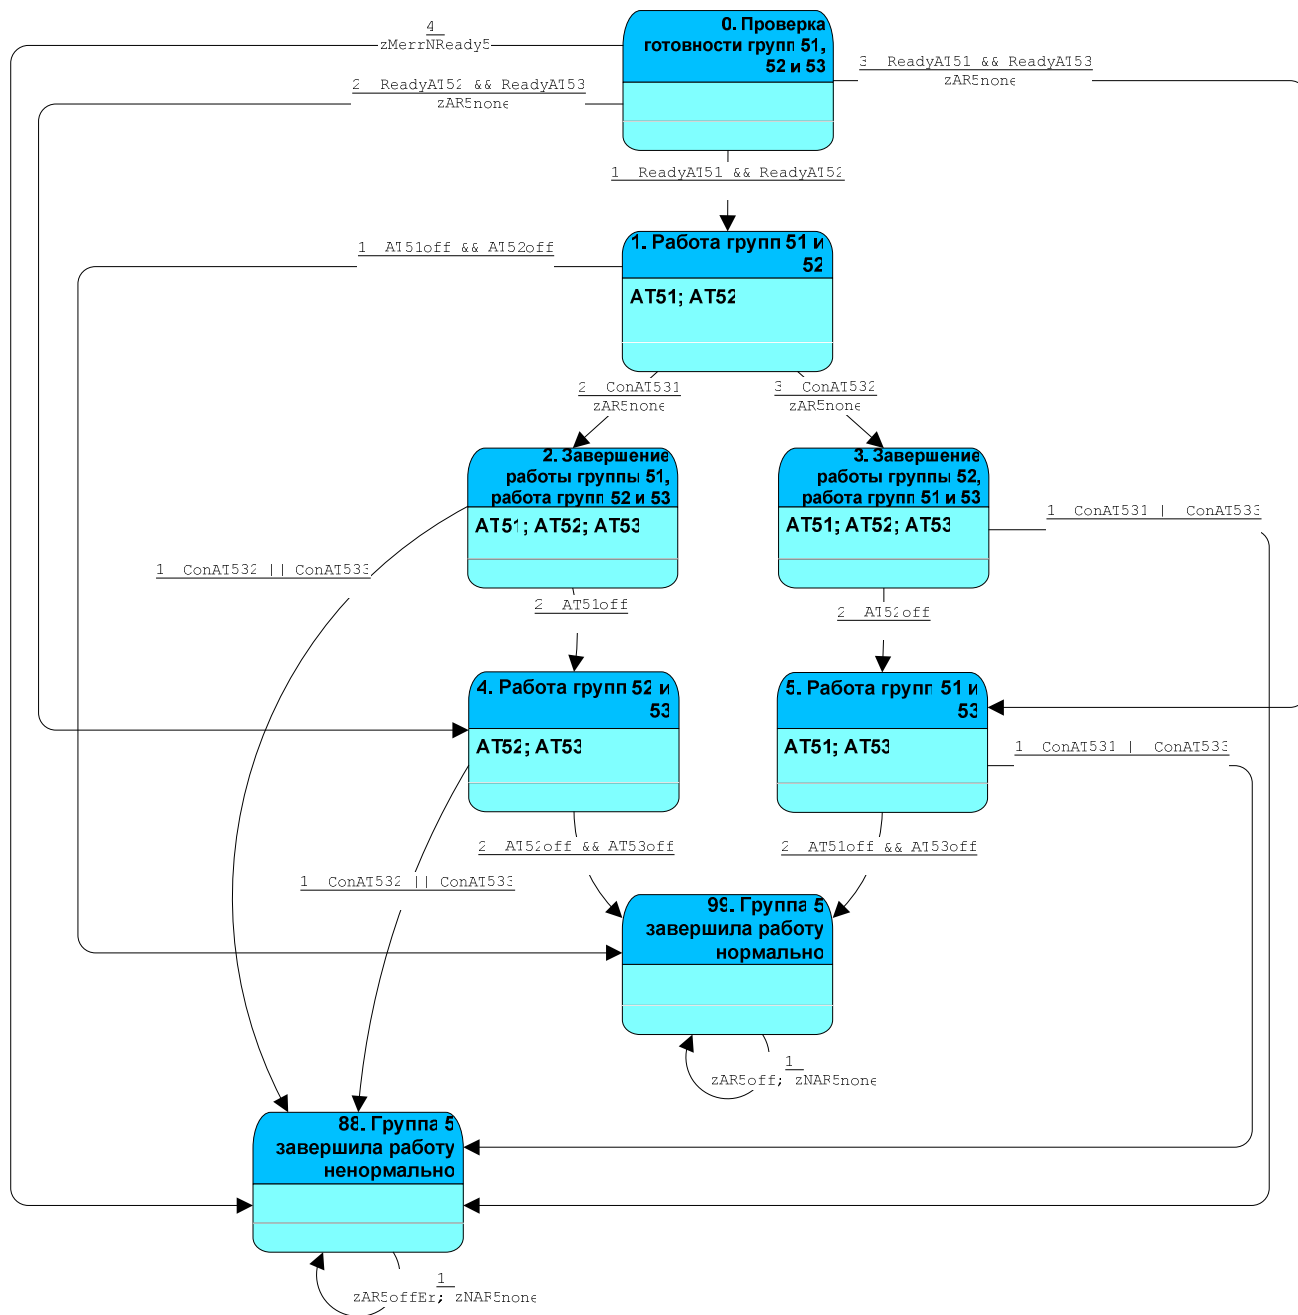 4
zMerrNReady5
0. Проверка
готовности групп 51,
52 и 53
3 ReadyAT51 && ReadyAT53
zAR5none
2 ReadyAT52 && ReadyAT53
zAR5none
1 ReadyAT51 && ReadyAT52
1 AT51off && AT52off
1. Работа групп 51 и
52
AT51; AT52
2 ConAT531
zAR5none
3 ConAT532
zAR5none
2. Завершение
работы группы 51,
работа групп 52 и 53
AT51; AT52; AT53
3. Завершение
работы группы 52,
работа групп 51 и 53
AT51; AT52; AT53
1 ConAT531 | ConAT533
1 ConAT532 || ConAT533
2 AT51off
2 AT52off
4. Работа групп 52 и
53
AT52; AT53
5. Работа групп 51 и
53
AT51; AT53
1 ConAT531 | ConAT533
2 AT52off && AT53off
2 AT51off && AT53off
1 ConAT532 || ConAT533
99. Группа 5
завершила работу
нормально
1
zAR5off; zNAR5none
88. Группа 5
завершила работу
ненормально
1
zAR5offEr; zNAR5none